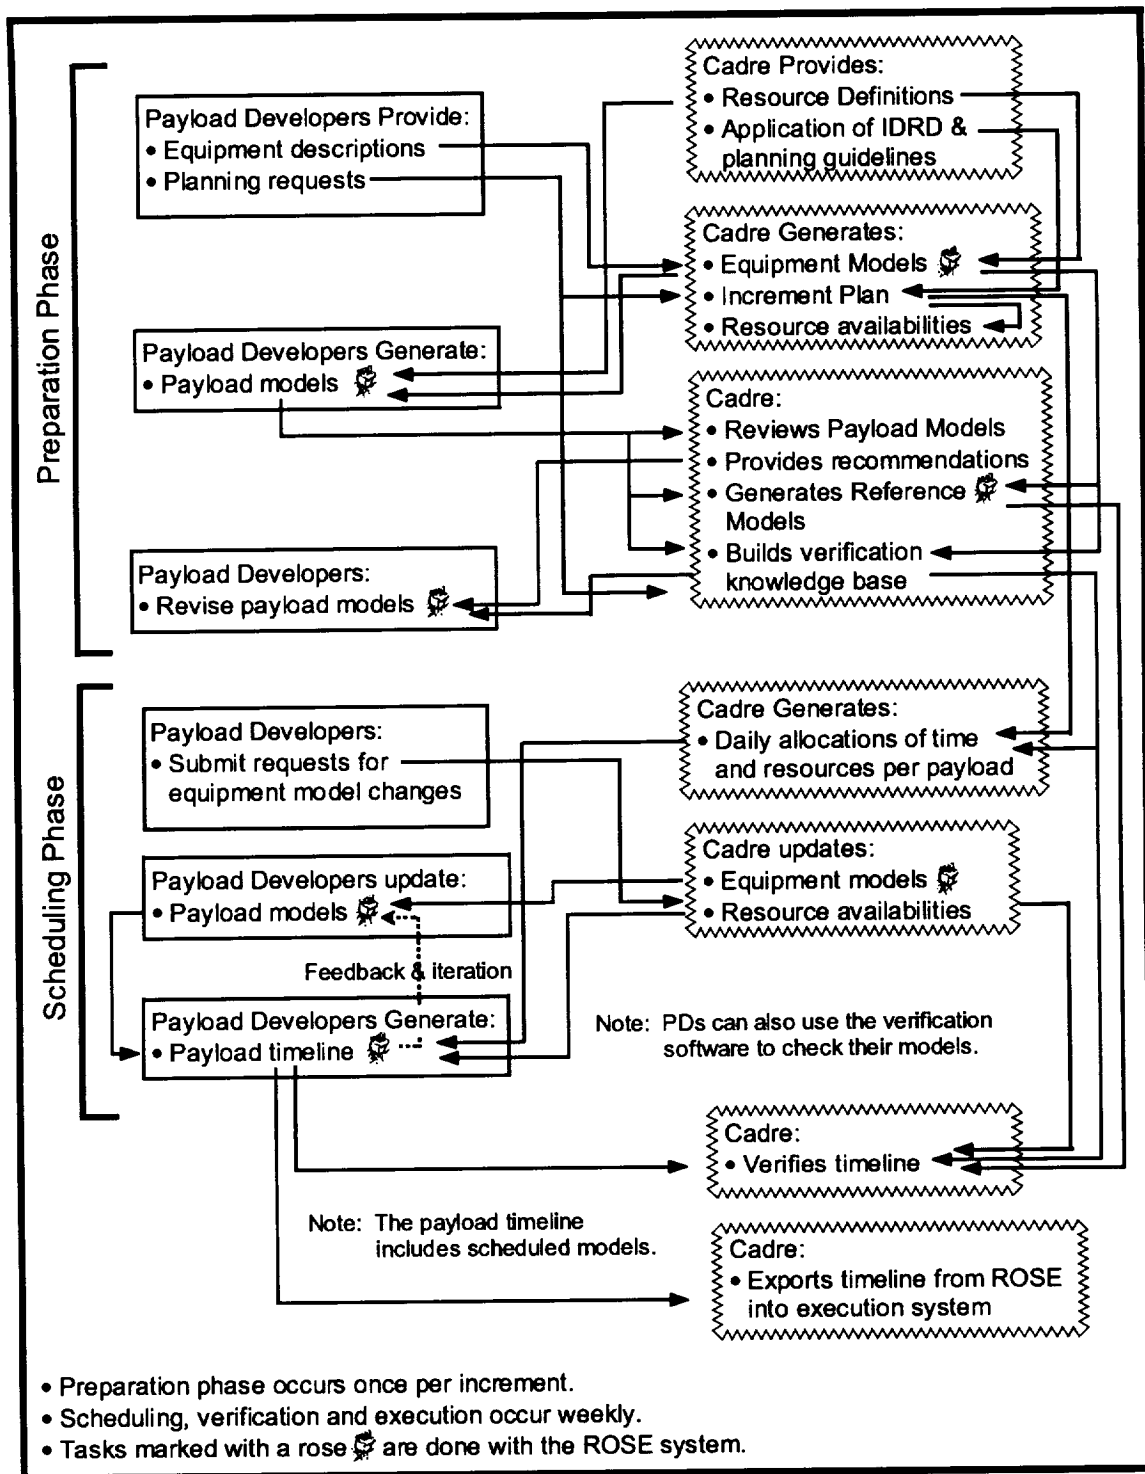 Preparation Phase
Payload Developers Provide:
• Equipment descriptions
• Planning requests
Cadre Provides:
• Resource Definitions
• Application of IDRD &
planning guidelines
Cadre Generates:
• Equipment Models
• Increment Plan
• Resource availabilities
Payload Developers Generate:
• Payload models
Cadre:
• Reviews Payload Models
• Provides recommendations
• Generates Reference
Models
• Builds verification
knowledge base
Payload Developers:
• Revise payload models
Scheduling Phase
Payload Developers:
• Submit requests for
equipment model changes
Cadre Generates:
• Daily allocations of time
and resources per payload
Cadre updates:
• Equipment models
• Resource availabilities
Payload Developers update:
• Payload models
Feedback & iteration
Payload Developers Generate:
• Payload timeline
Note: PDs can also use the verification
software to check their models.
Cadre:
• Verifies timeline
Note: The payload timeline
includes scheduled models.
Cadre:
• Exports timeline from ROSE
into execution system
• Preparation phase occurs once per increment.
• Scheduling, verification and execution occur weekly.
• Tasks marked with a rose are done with the ROSE system.